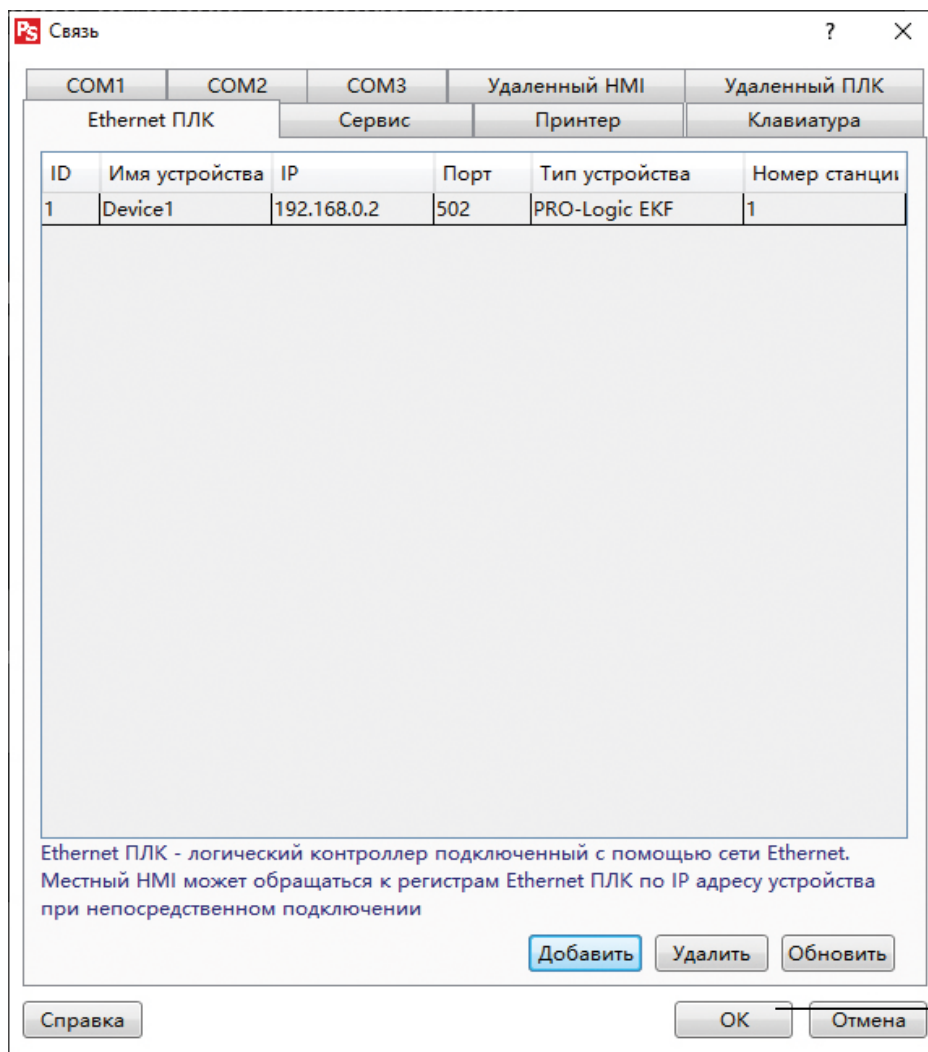 PS Связь ? ×
COM1 COM2 COM3 Удаленный HMI Удаленный ПЛК
Ethernet ПЛК Сервис Принтер Клавиатура
ID Имя устройства IP Порт Тип устройства Номер станции
1 Device1 192.168.0.2 502 PRO-Logic EKF 1
Ethernet ПЛК - логический контроллер подключенный с помощью сети Ethernet.
Местный HMI может обращаться к регистрам Ethernet ПЛК по IP адресу устройства
при непосредственном подключении
Добавить Удалить Обновить
Справка OK Отмена